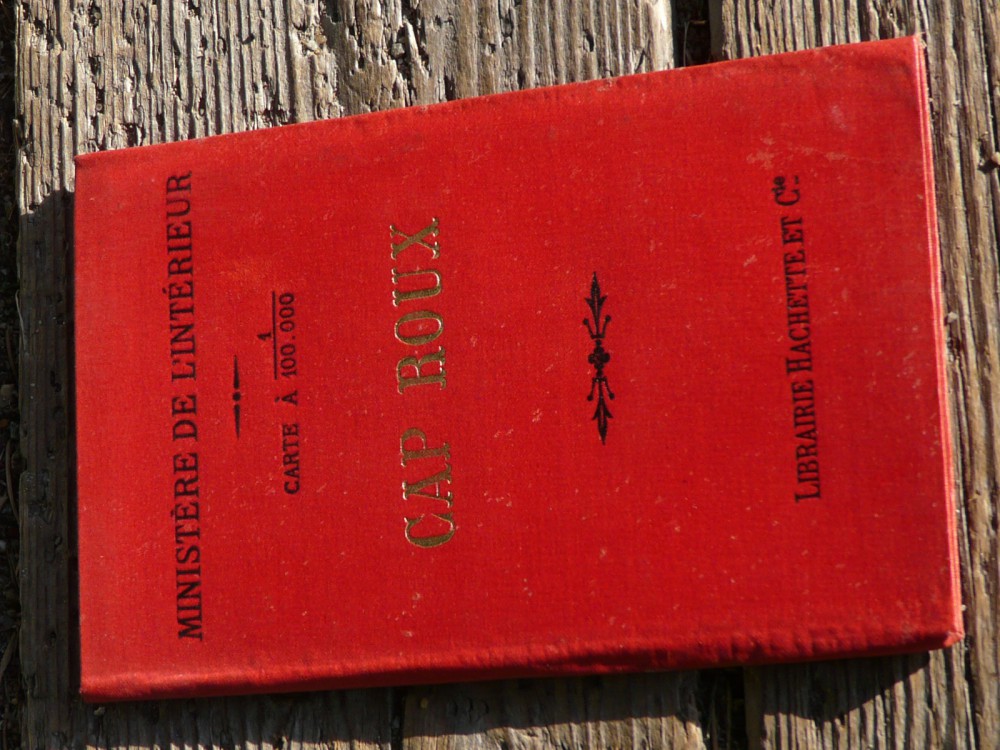 MINISTÈRE DE L'INTÉRIEUR
CARTE À 1/100.000
CAP ROUX
LIBRAIRIE HACHETTE ET Cie